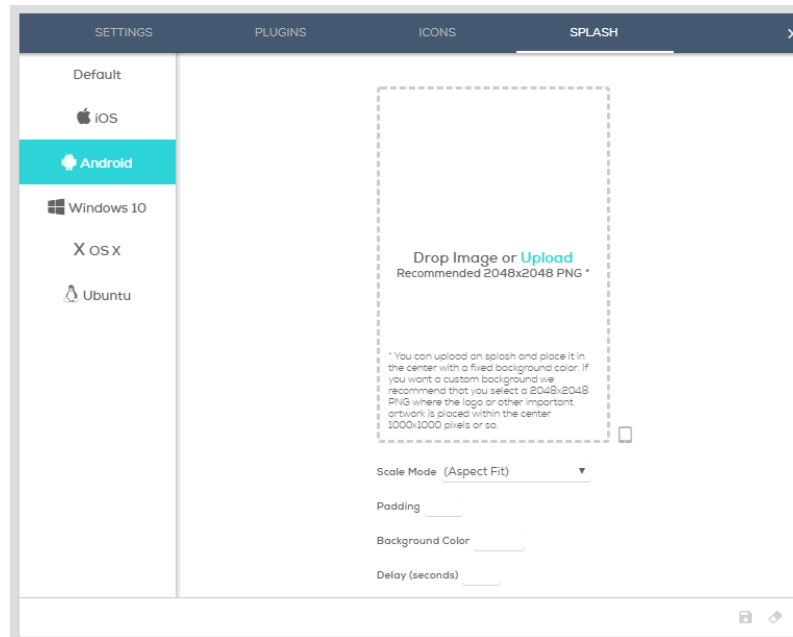 SETTINGS PLUGINS ICONS SPLASH
Default
iOS
Android
Windows 10
X OS X
Ubuntu
Drop Image or Upload
Recommended 2048x2048 PNG *
* You can upload an splash and place it in
the center with a fixed background color. If
you want a custom background we
recommend that you select a 2048x2048
PNG where the logo or other important
artwork is placed within the center
1000x1000 pixels or so.
Scale Mode (Aspect Fit)
Padding
Background Color
Delay (seconds)